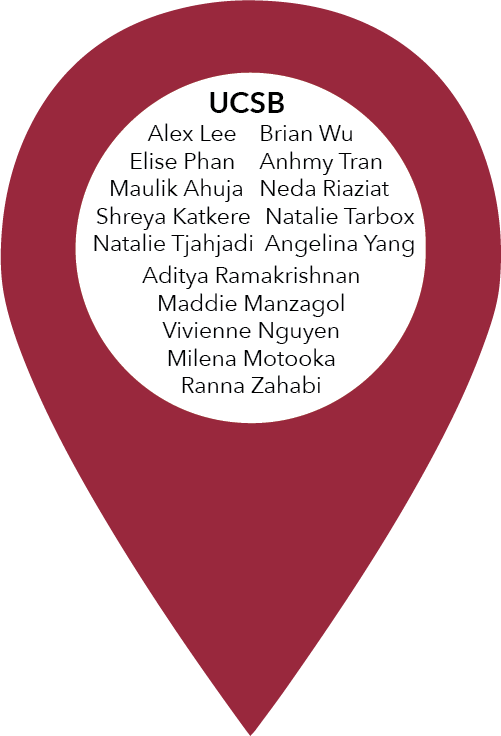 UCSB
Alex Lee Brian Wu
Elise Phan Anhmy Tran
Maulik Ahuja Neda Riaziat
Shreya Katkere Natalie Tarbox
Natalie Tjahjadi Angelina Yang
Aditya Ramakrishnan
Maddie Manzagol
Vivienne Nguyen
Milena Motooka
Ranna Zahabi